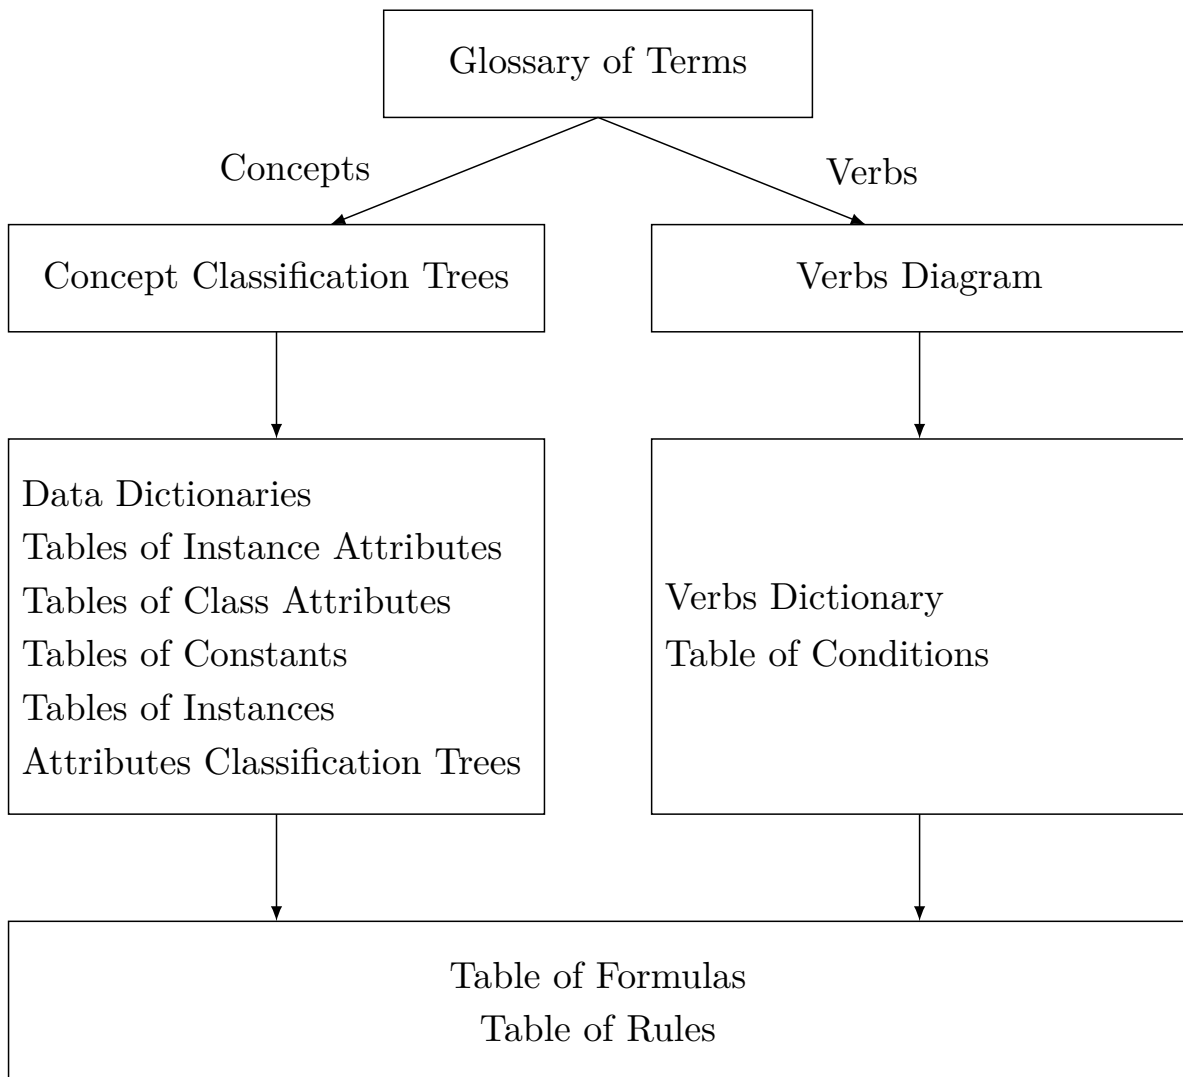 Glossary of Terms
Concepts
Verbs
Concept Classification Trees
Verbs Diagram
Data Dictionaries
Tables of Instance Attributes
Tables of Class Attributes
Tables of Constants
Tables of Instances
Attributes Classification Trees
Verbs Dictionary
Table of Conditions
Table of Formulas
Table of Rules